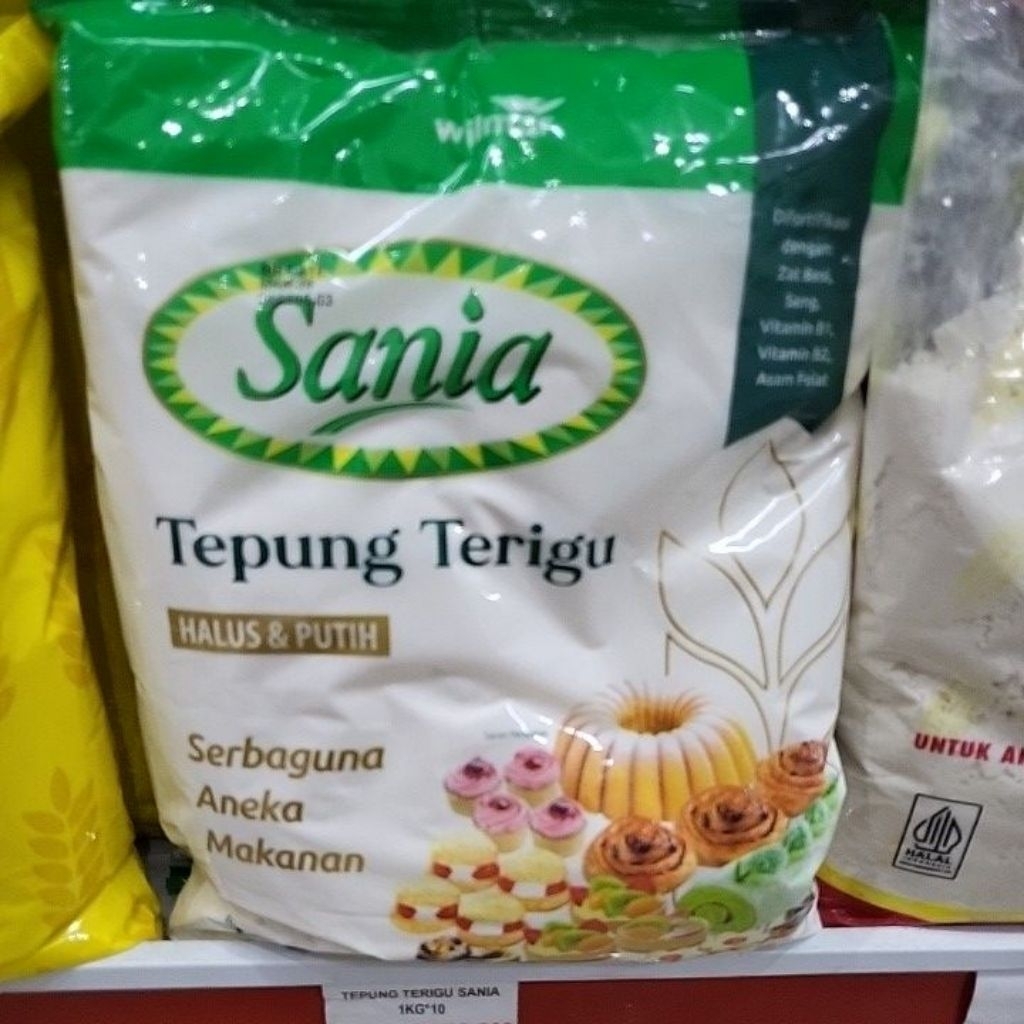 wilmar
Difortifikasi
dengan
Zat Besi,
Seng,
Vitamin B1,
Vitamin B2,
Asam Folat
Sania
Tepung Terigu
HALUS & PUTIH
Serbaguna
Aneka
Makanan
UNTUK
HALAL
INDONESIA
TEPUNG TERIGU SANIA
1KG*10